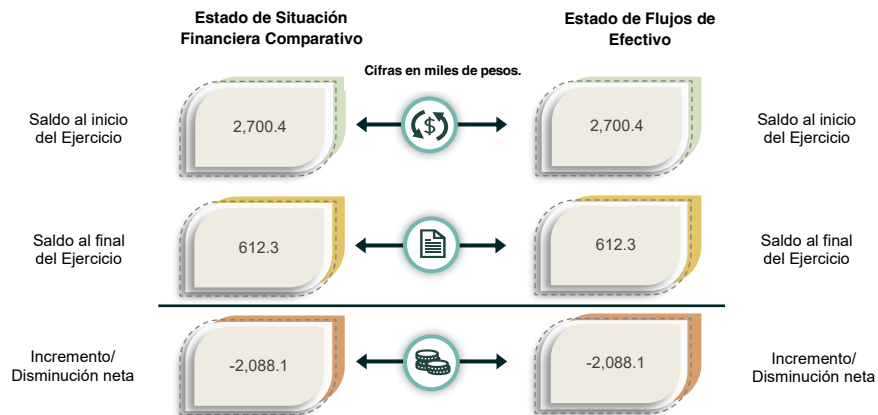 Estado de Situación
Financiera Comparativo
Estado de Flujos de
Efectivo
Cifras en miles de pesos.
Saldo al inicio
del Ejercicio
2,700.4
$
2,700.4
Saldo al inicio
del Ejercicio
Saldo al final
del Ejercicio
612.3
612.3
Saldo al final
del Ejercicio
Incremento/
Disminución neta
-2,088.1
-2,088.1
Incremento/
Disminución neta